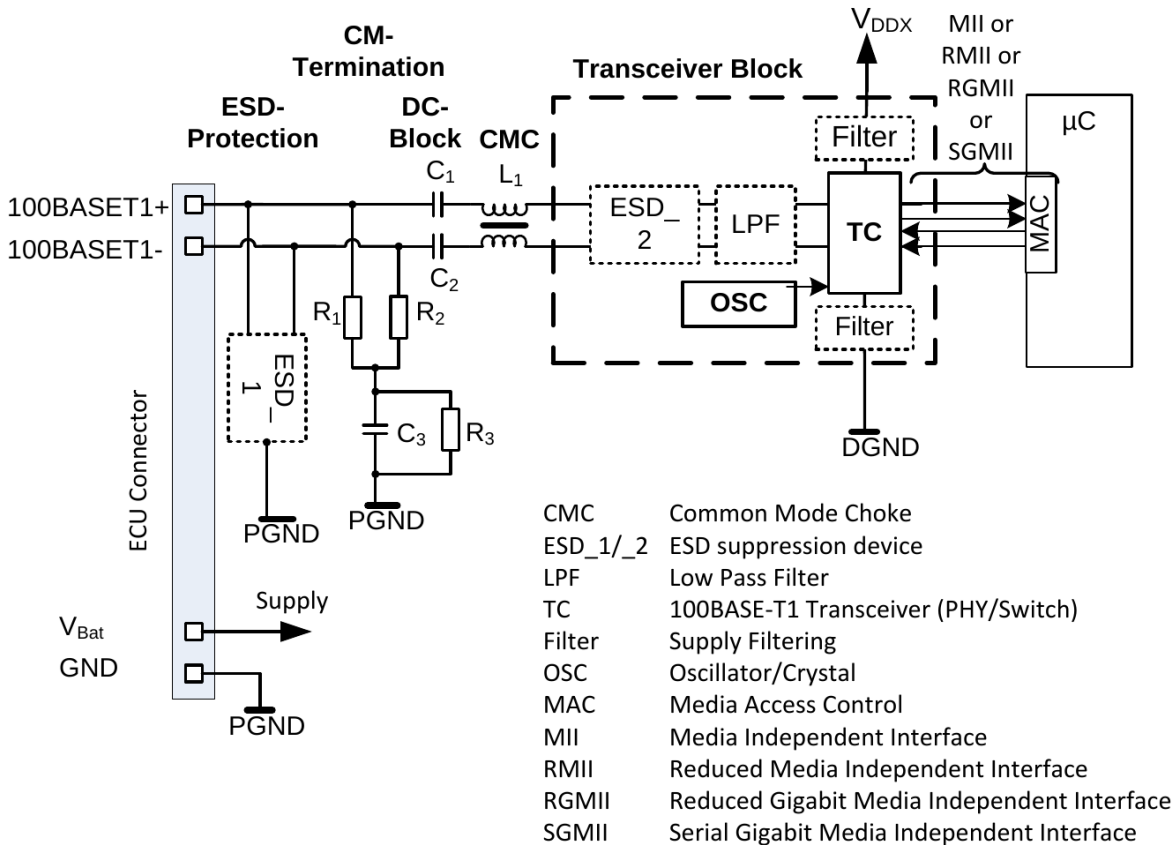 V_DDX
MII or
RMII or
RGMII
or
SGMII
CM-
Termination
Transceiver Block
ESD-
Protection
DC-
Block
CMC
Filter
µC
C₁
L₁
100BASET1+
100BASET1-
ESD_
2
LPF
TC
MAC
C₂
OSC
R₁
R₂
Filter
ESD_
1
C₃
R₃
DGND
ECU Connector
PGND
PGND
V_Bat
Supply
GND
PGND
CMC Common Mode Choke
ESD_1/_2 ESD suppression device
LPF Low Pass Filter
TC 100BASE-T1 Transceiver (PHY/Switch)
Filter Supply Filtering
OSC Oscillator/Crystal
MAC Media Access Control
MII Media Independent Interface
RMII Reduced Media Independent Interface
RGMII Reduced Gigabit Media Independent Interface
SGMII Serial Gigabit Media Independent Interface